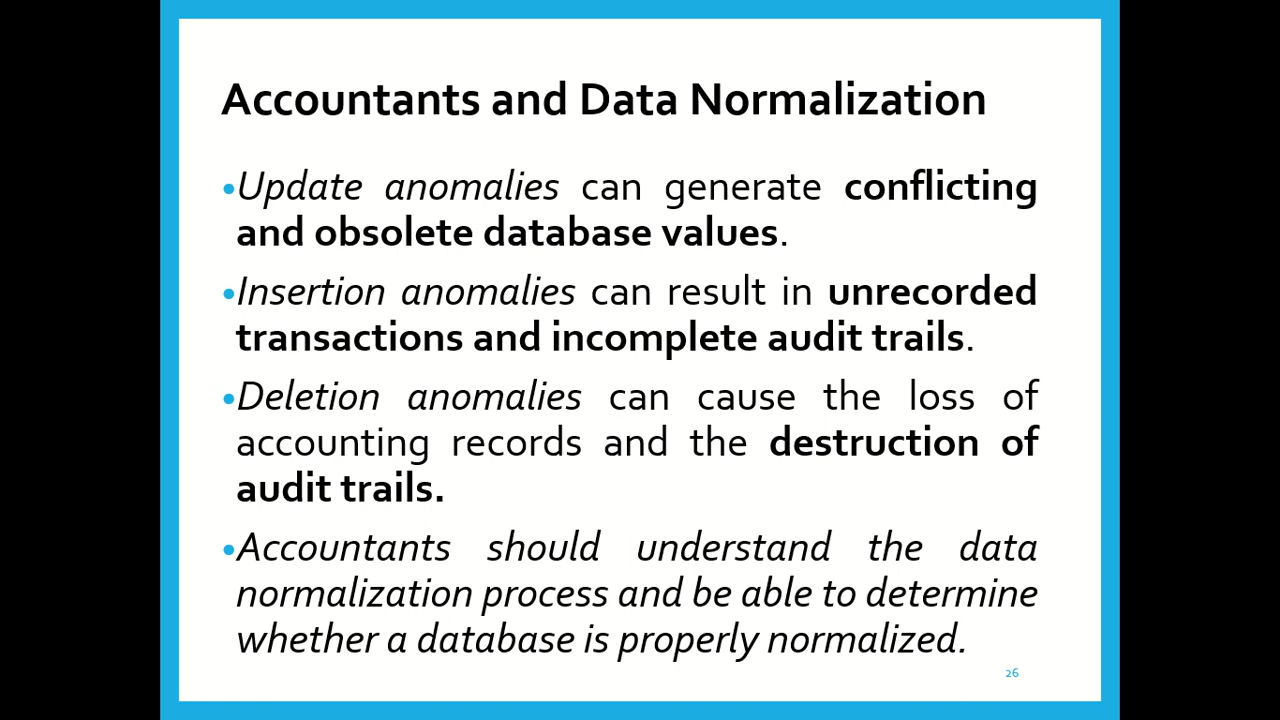 Accountants and Data Normalization
•Update anomalies can generate conflicting
and obsolete database values.
•Insertion anomalies can result in unrecorded
transactions and incomplete audit trails.
•Deletion anomalies can cause the loss of
accounting records and the destruction of
audit trails.
•Accountants should understand the data
normalization process and be able to determine
whether a database is properly normalized.
26